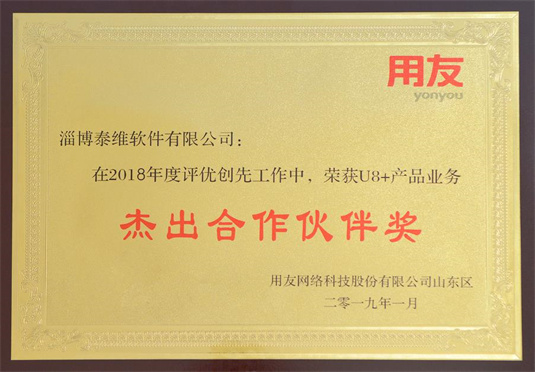 用友
yonyou
淄博泰维软件有限公司：
在2018年度评优创先工作中，荣获U8+产品业务
杰出合作伙伴奖
用友网络科技股份有限公司山东区
二零一九年一月